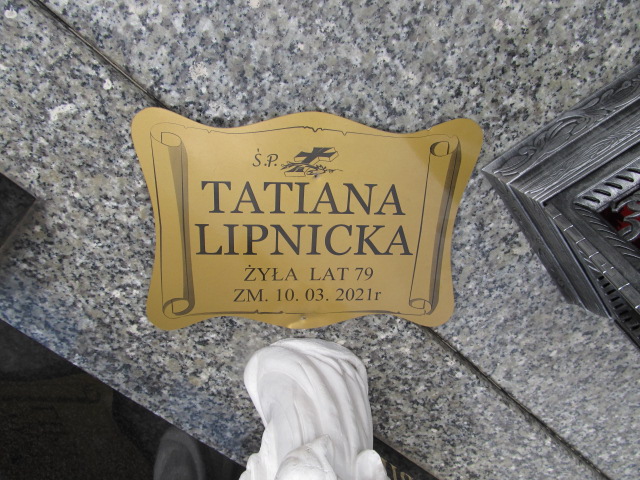 Ś.P.
TATIANA
LIPNICKA
ŻYŁA LAT 79
ZM. 10. 03. 2021r